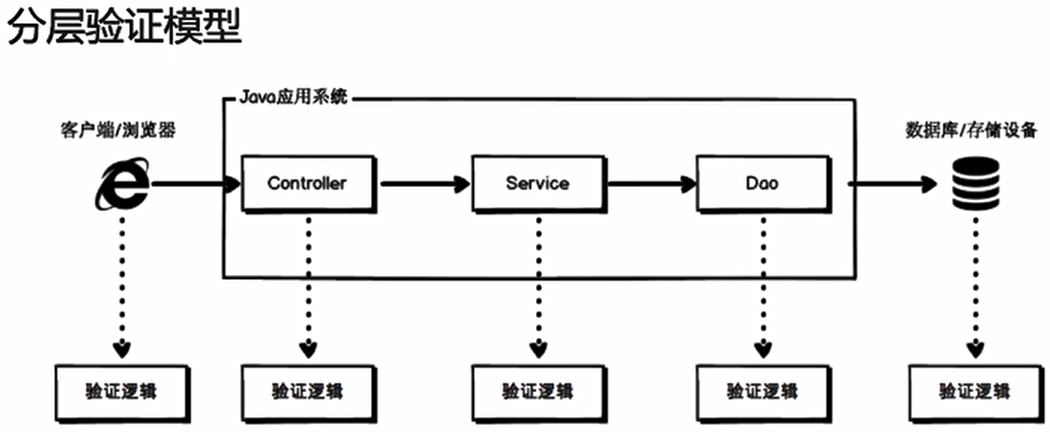 分层验证模型
Java应用系统
客户端/浏览器
数据库/存储设备
Controller
Service
Dao
验证逻辑
验证逻辑
验证逻辑
验证逻辑
验证逻辑